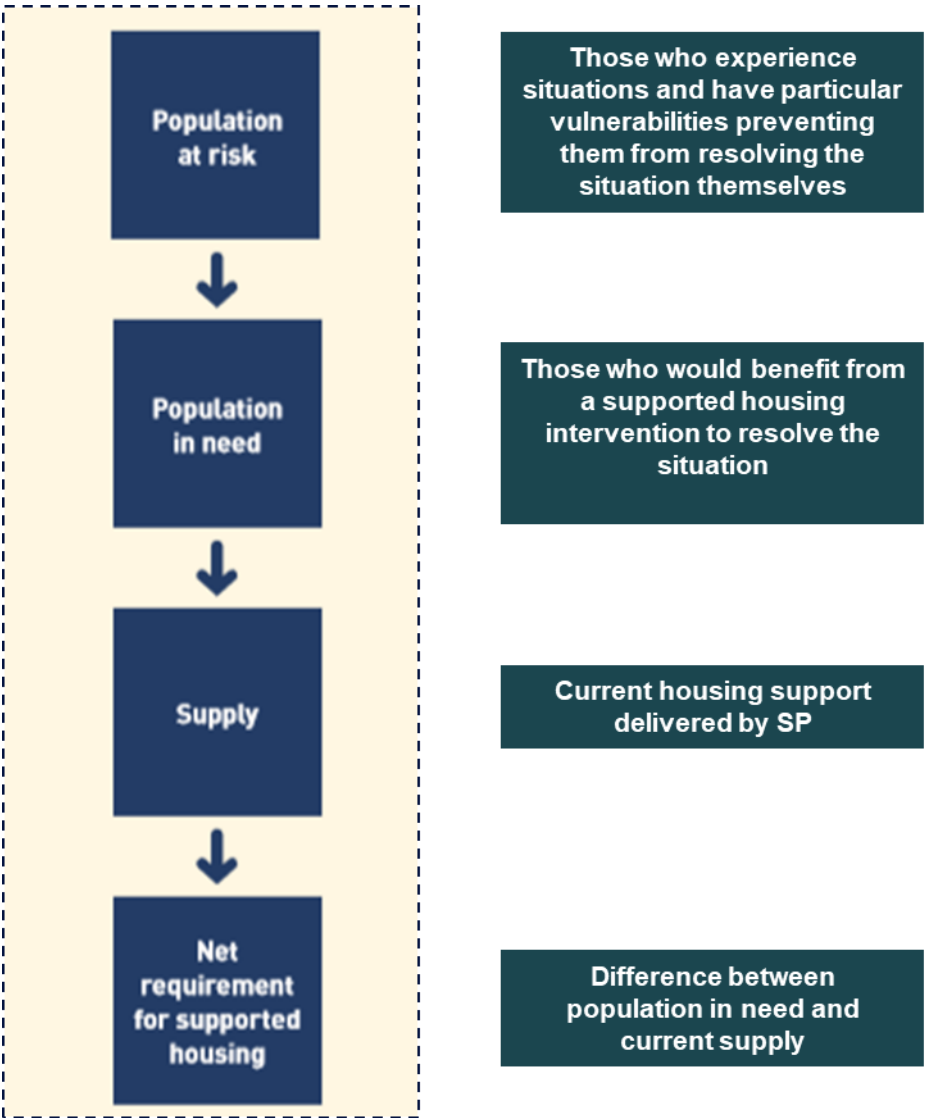 Population
at risk
Those who experience
situations and have particular
vulnerabilities preventing
them from resolving the
situation themselves
Population
in need
Those who would benefit from
a supported housing
intervention to resolve the
situation
Supply
Current housing support
delivered by SP
Net
requirement
for supported
housing
Difference between
population in need and
current supply